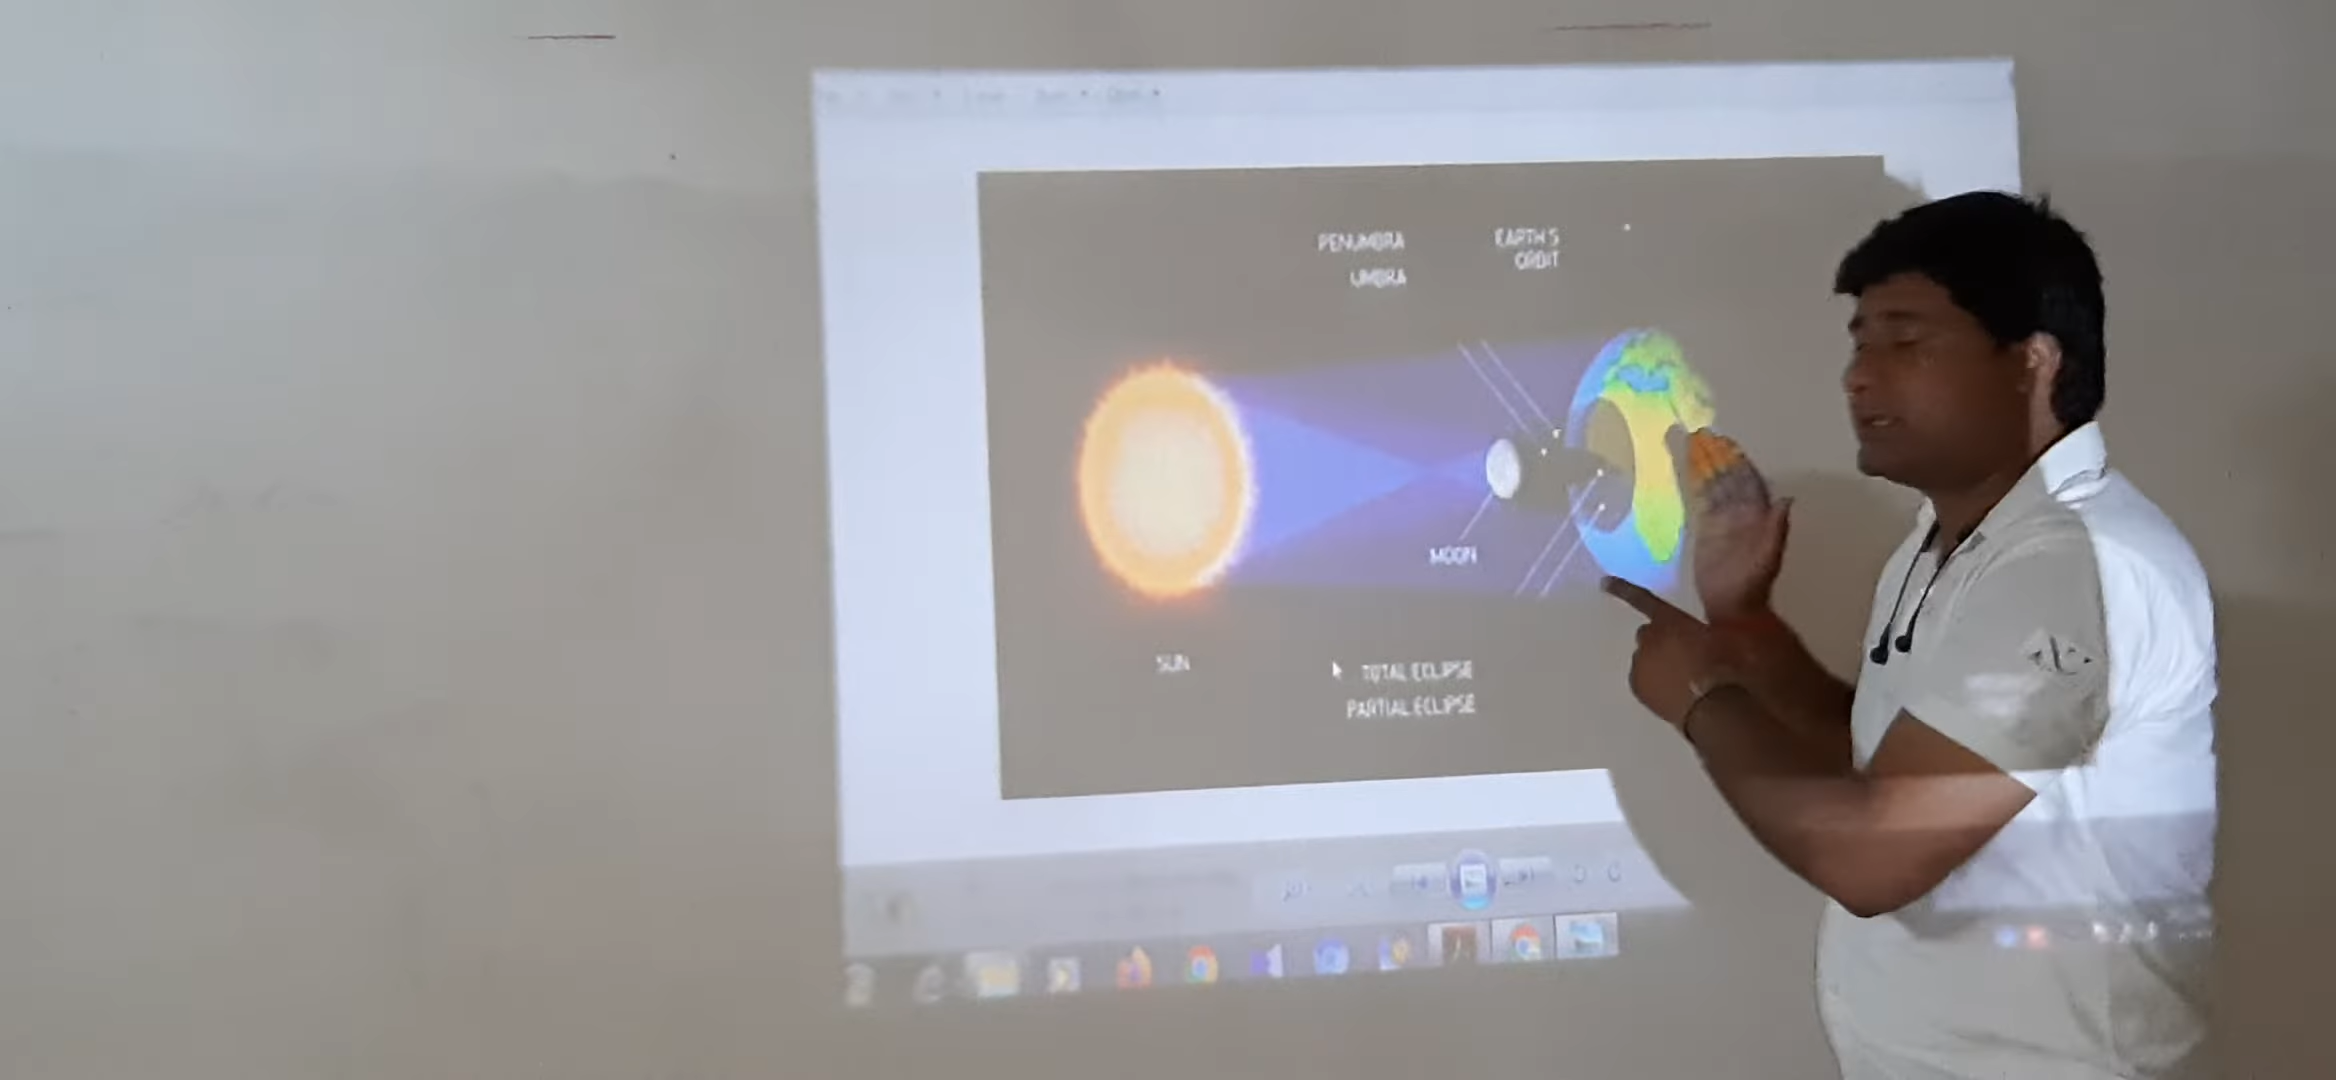 PENUMBRA
UMBRA
EARTH'S
ORBIT
MOON
SUN
TOTAL ECLIPSE
PARTIAL ECLIPSE